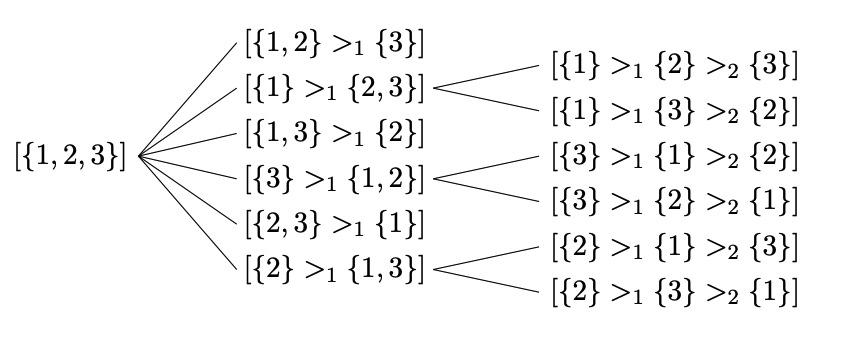 [{1, 2, 3}]
[{1, 2} >₁ {3}]
[{1} >₁ {2, 3}]
[{1, 3} >₁ {2}]
[{3} >₁ {1, 2}]
[{2, 3} >₁ {1}]
[{2} >₁ {1, 3}]
[{1} >₁ {2} >₂ {3}]
[{1} >₁ {3} >₂ {2}]
[{3} >₁ {1} >₂ {2}]
[{3} >₁ {2} >₂ {1}]
[{2} >₁ {1} >₂ {3}]
[{2} >₁ {3} >₂ {1}]